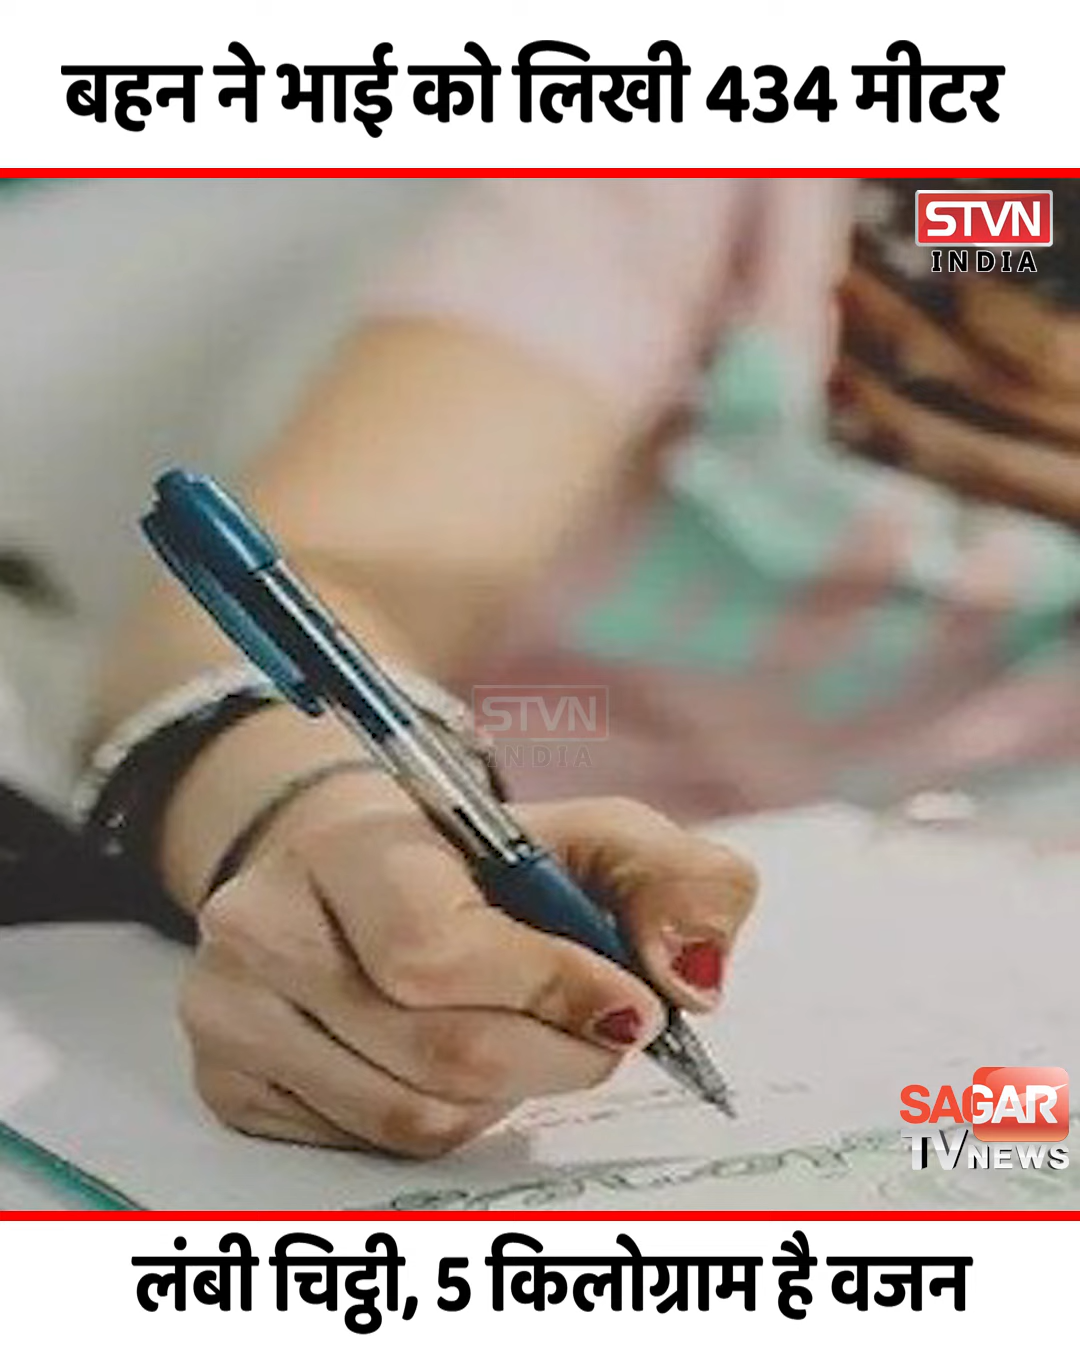 बहन ने भाई को लिखी 434 मीटर
STVN
INDIA
STVN
INDIA
SAGAR
TV NEWS
लंबी चिट्ठी, 5 किलोग्राम है वजन